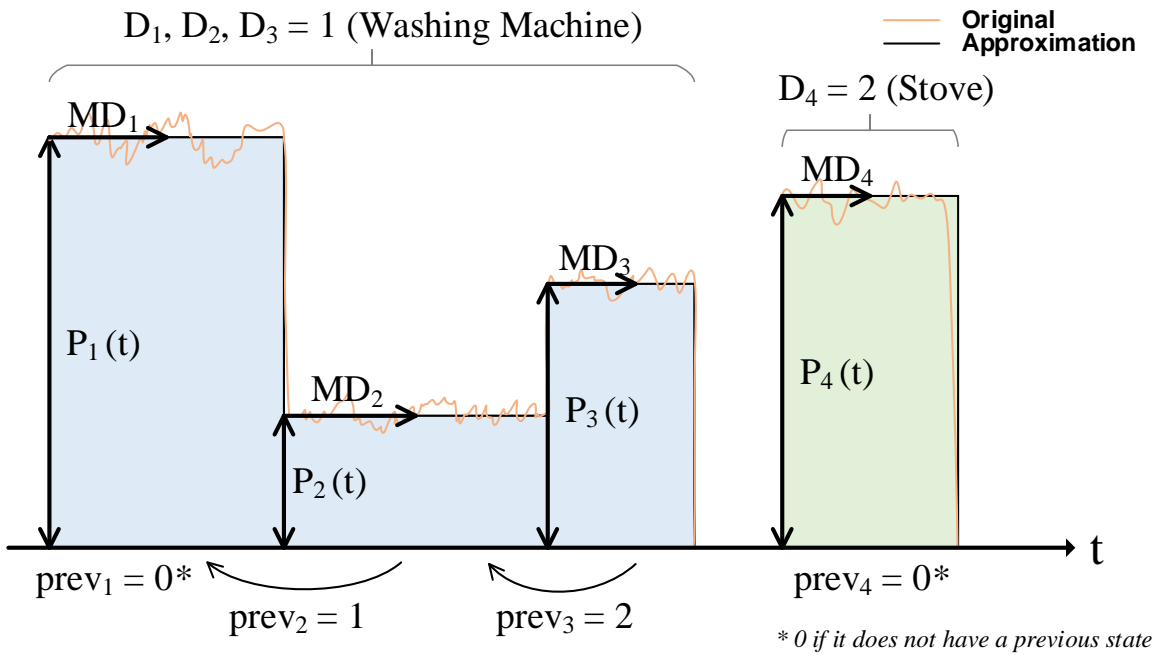 D₁, D₂, D₃ = 1 (Washing Machine)
Original
Approximation
D₄ = 2 (Stove)
MD₁
MD₄
MD₃
P₁ (t)
MD₂
P₃ (t)
P₄ (t)
P₂ (t)
t
prev₁ = 0*
prev₄ = 0*
prev₂ = 1
prev₃ = 2
* 0 if it does not have a previous state